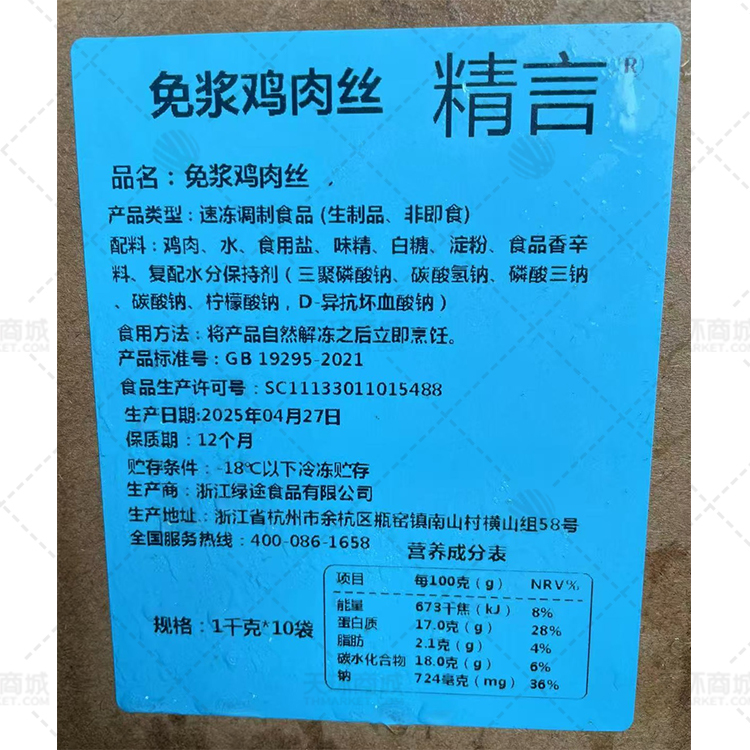 免浆鸡肉丝 精言®
品名：免浆鸡肉丝
产品类型：速冻调制食品(生制品、非即食)
配料：鸡肉、水、食用盐、味精、白糖、淀粉、食品香辛
料、复配水分保持剂（三聚磷酸钠、碳酸氢钠、磷酸三钠
、碳酸钠、柠檬酸钠，D-异抗坏血酸钠）
食用方法：将产品自然解冻之后立即烹饪。
产品标准号：GB 19295-2021
食品生产许可号：SC11133011015488
生产日期:2025年04月27日
保质期：12个月
贮存条件：-18℃以下冷冻贮存
生产商：浙江绿途食品有限公司
生产地址：浙江省杭州市余杭区瓶窑镇南山村横山组58号
全国服务热线：400-086-1658
营养成分表
项目 每100克（g） NRV%
能量 673千焦（kJ） 8%
蛋白质 17.0克（g） 28%
脂肪 2.1克（g） 4%
碳水化合物 18.0克（g） 6%
钠 724毫克（mg） 36%
规格：1千克*10袋